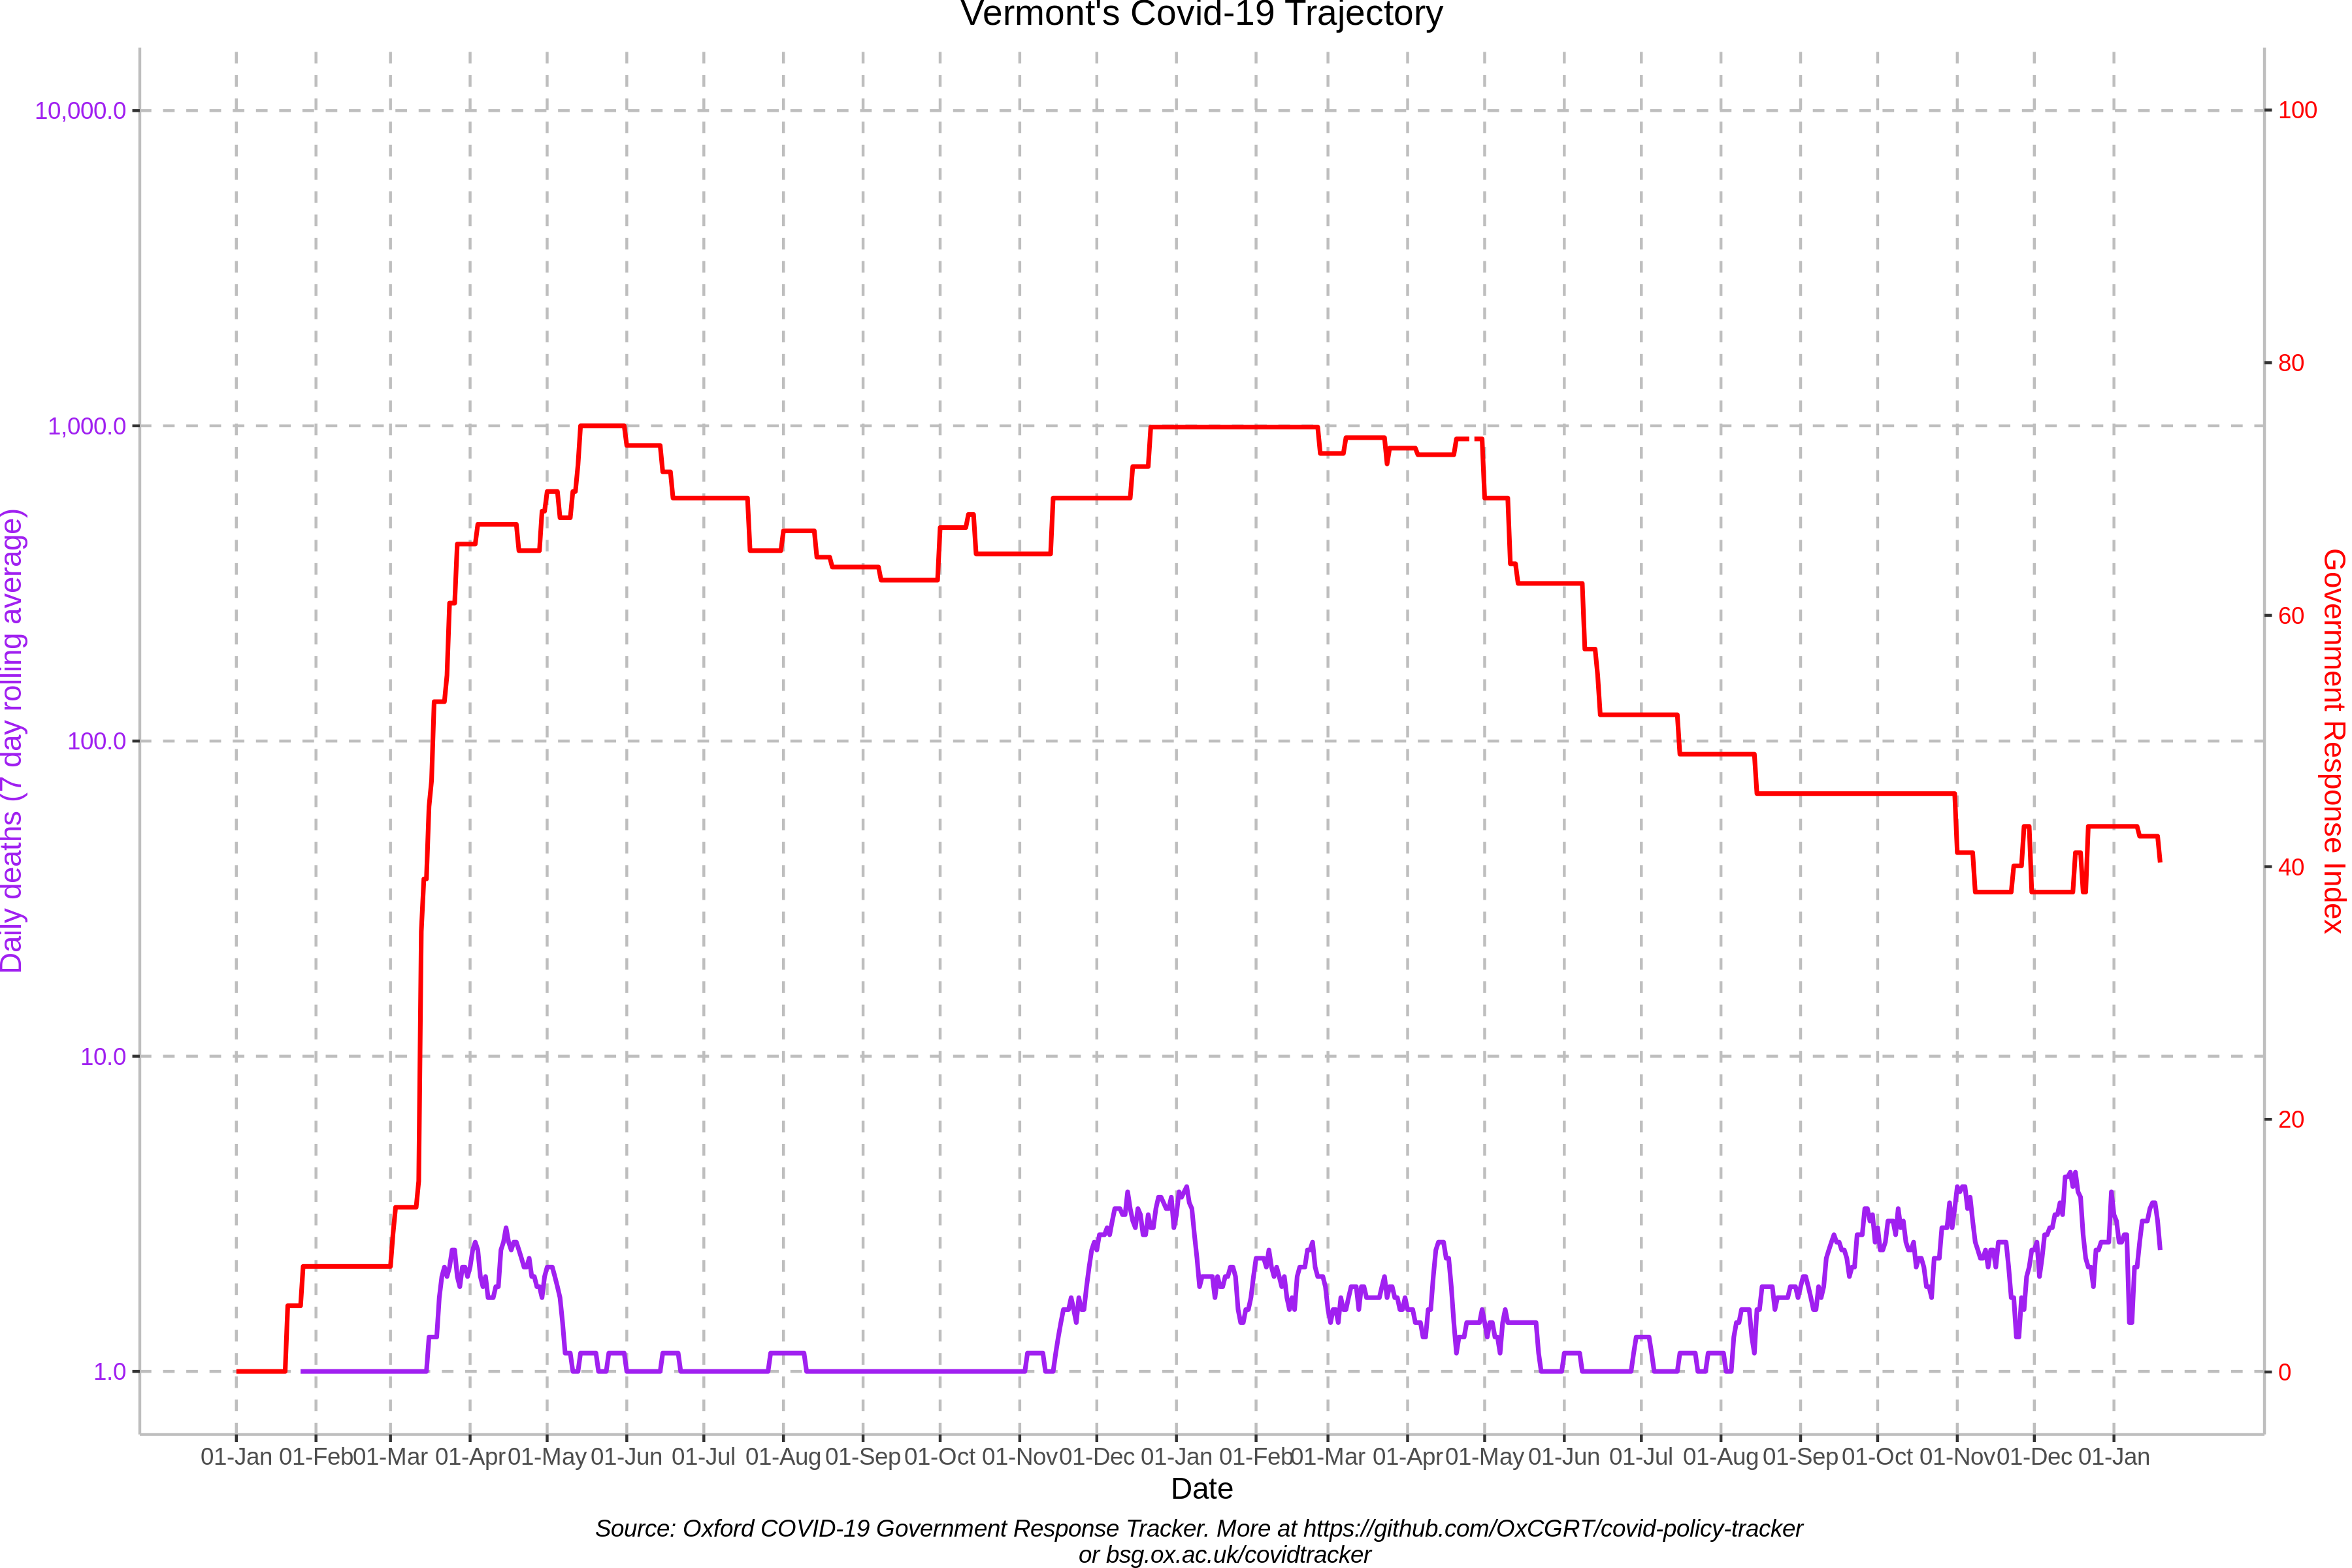 Vermont's Covid-19 Trajectory
10,000.0
1,000.0
100.0
10.0
1.0
Daily deaths (7 day rolling average)
100
80
60
40
20
0
Government Response Index
01-Jan 01-Feb 01-Mar 01-Apr 01-May 01-Jun 01-Jul 01-Aug 01-Sep 01-Oct 01-Nov 01-Dec 01-Jan 01-Feb 01-Mar 01-Apr 01-May 01-Jun 01-Jul 01-Aug 01-Sep 01-Oct 01-Nov 01-Dec 01-Jan
Date
Source: Oxford COVID-19 Government Response Tracker. More at https://github.com/OxCGRT/covid-policy-tracker
or bsg.ox.ac.uk/covidtracker